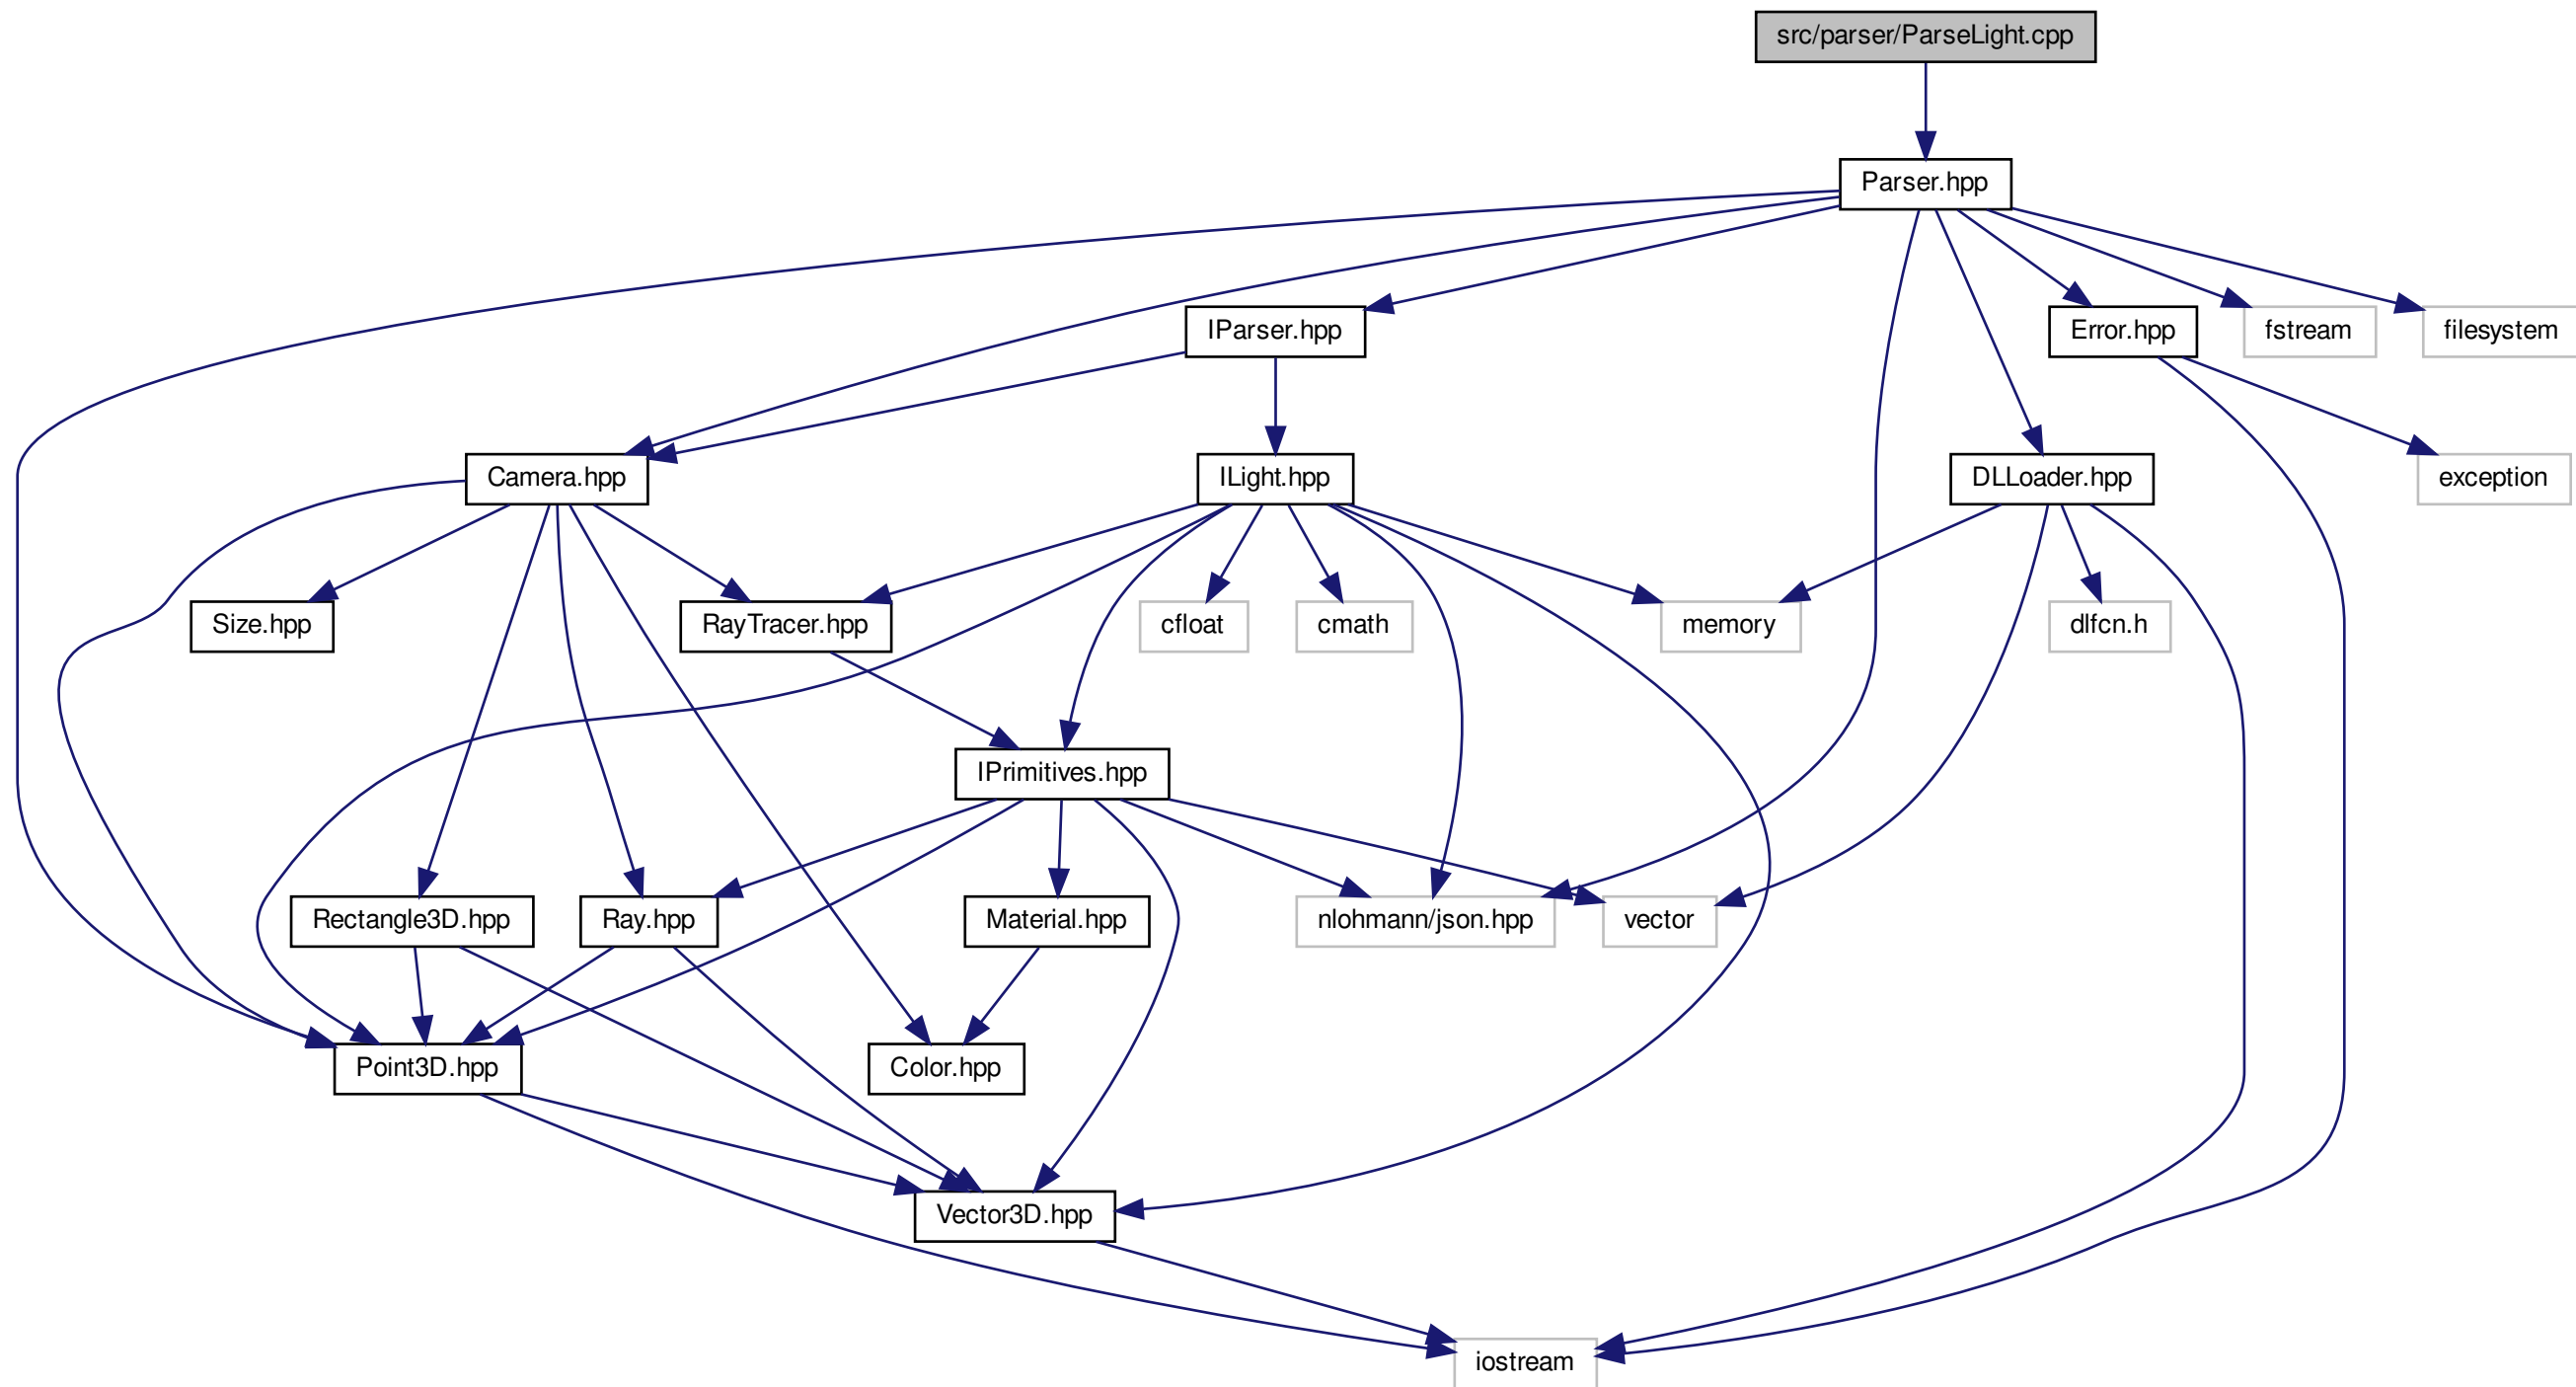 src/parser/ParseLight.cpp
Parser.hpp
IParser.hpp
Error.hpp
fstream
filesystem
Camera.hpp
ILight.hpp
DLLoader.hpp
exception
Size.hpp
RayTracer.hpp
cfloat
cmath
memory
dlfcn.h
IPrimitives.hpp
Rectangle3D.hpp
Ray.hpp
Material.hpp
nlohmann/json.hpp
vector
Point3D.hpp
Color.hpp
Vector3D.hpp
iostream